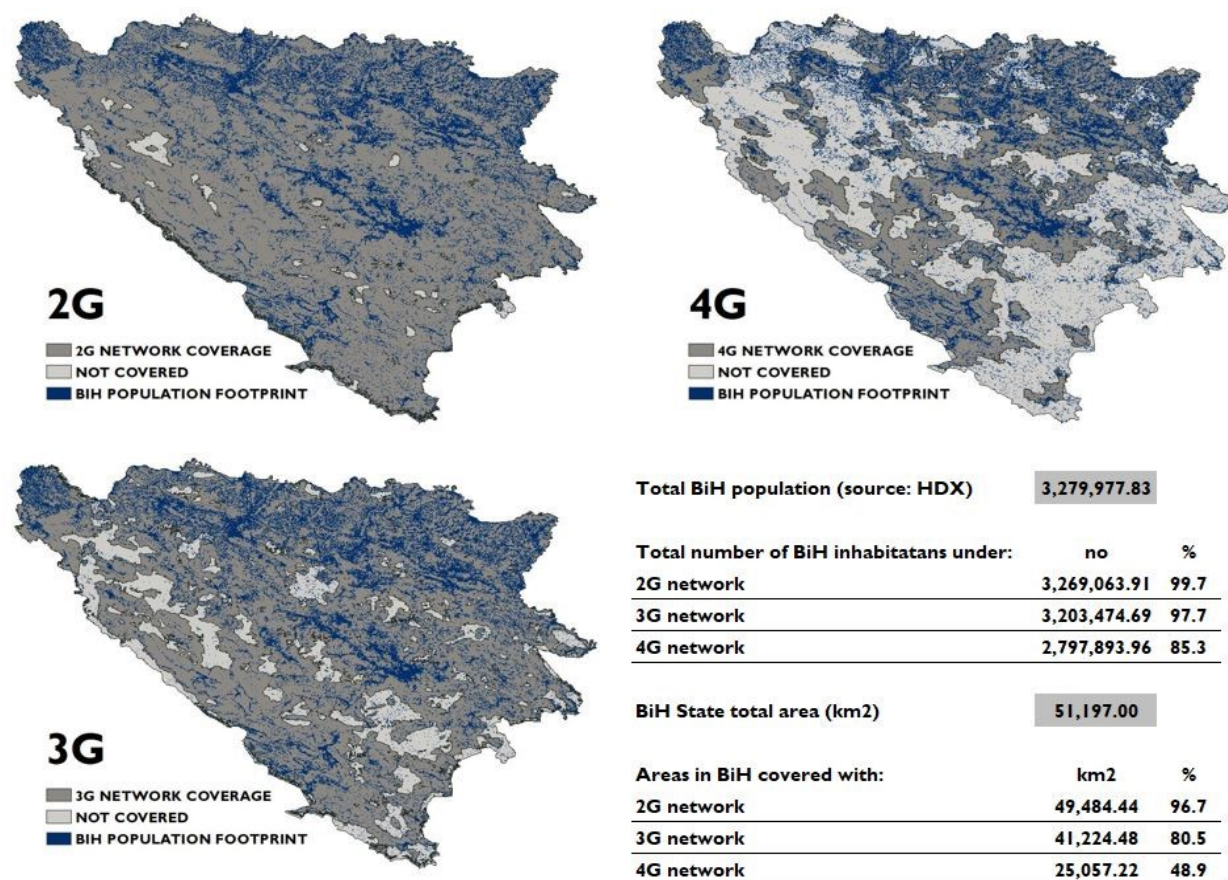 2G
2G NETWORK COVERAGE
NOT COVERED
BIH POPULATION FOOTPRINT
4G
4G NETWORK COVERAGE
NOT COVERED
BIH POPULATION FOOTPRINT
3G
3G NETWORK COVERAGE
NOT COVERED
BIH POPULATION FOOTPRINT
Total BiH population (source: HDX) 3,279,977.83
Total number of BiH inhabitatans under: no %
2G network 3,269,063.91 99.7
3G network 3,203,474.69 97.7
4G network 2,797,893.96 85.3
BiH State total area (km2) 51,197.00
Areas in BiH covered with: km2 %
2G network 49,484.44 96.7
3G network 41,224.48 80.5
4G network 25,057.22 48.9